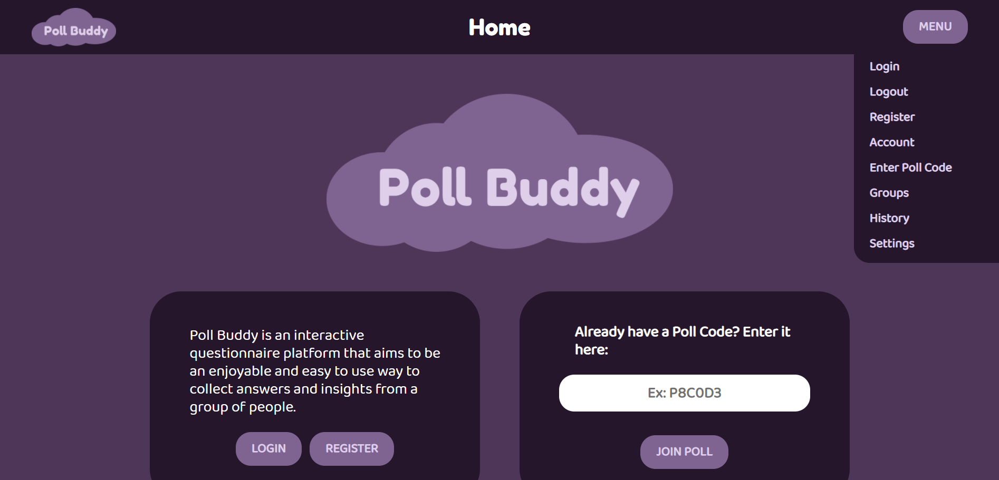 Poll Buddy
Home
MENU
Login
Logout
Register
Account
Enter Poll Code
Groups
History
Settings
Poll Buddy
Poll Buddy is an interactive
questionnaire platform that aims to be
an enjoyable and easy to use way to
collect answers and insights from a
group of people.
LOGIN
REGISTER
Already have a Poll Code? Enter it
here:
Ex: P8C0D3
JOIN POLL